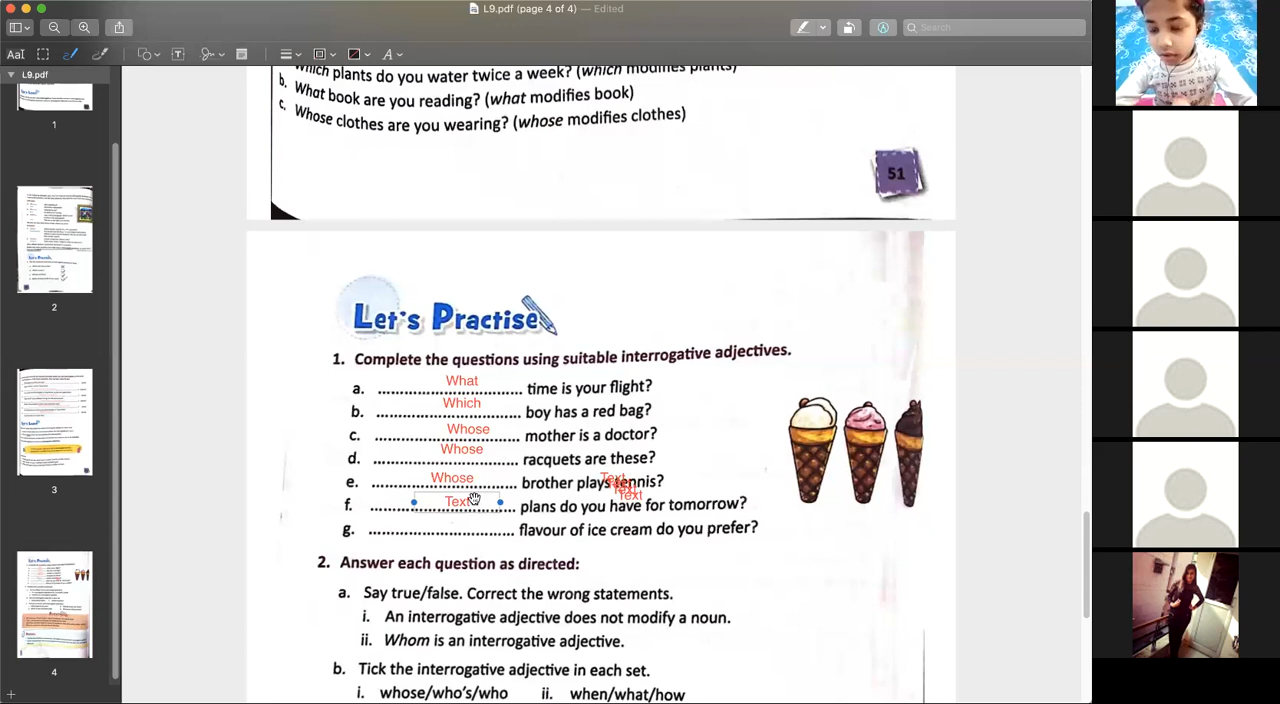 L9.pdf (page 4 of 4) — Edited
Search
AaI
L9.pdf
1
2
3
4
Which plants do you water twice a week? (which modifies plants)
b. What book are you reading? (what modifies book)
c. Whose clothes are you wearing? (whose modifies clothes)
51
Let's Practise
1. Complete the questions using suitable interrogative adjectives.
a. What time is your flight?
b. Which boy has a red bag?
c. Whose mother is a doctor?
d. Whose racquets are these?
e. Whose brother plays tennis?
Text
Text
Text
f. Text plans do you have for tomorrow?
g. flavour of ice cream do you prefer?
2. Answer each question as directed:
a. Say true/false. Correct the wrong statements.
i. An interrogative adjective does not modify a noun.
ii. Whom is an interrogative adjective.
b. Tick the interrogative adjective in each set.
i. whose/who's/who ii. when/what/how